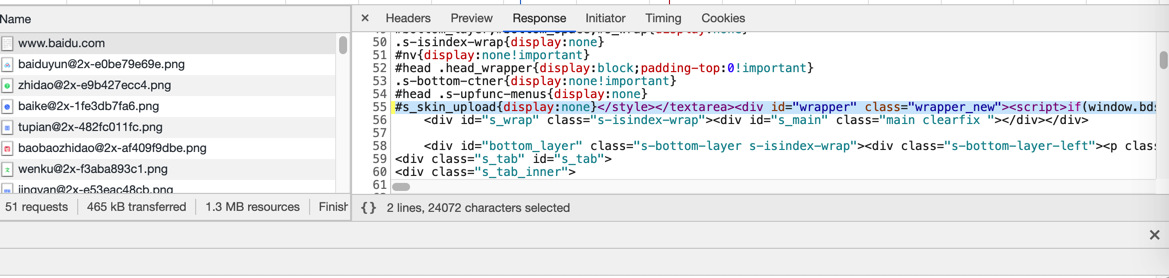 Name
Headers Preview Response Initiator Timing Cookies
www.baidu.com
baiduyun@2x-e0be79e69e.png
zhidao@2x-e9b427ecc4.png
baike@2x-1fe3db7fa6.png
tupian@2x-482fc011fc.png
baobaozhidao@2x-af409f9dbe.png
wenku@2x-f3aba893c1.png
jingyan@2x-e53eac48cb.png
51 requests 465 kB transferred 1.3 MB resources Finish
50 .s-isindex-wrap{display:none}
51 #nv{display:none!important}
52 #head .head_wrapper{display:block;padding-top:0!important}
53 .s-bottom-ctner{display:none!important}
54 #head .s-upfunc-menus{display:none}
55 #s_skin_upload{display:none}</style></textarea><div id="wrapper" class="wrapper_new"><script>if(window.bds
56 <div id="s_wrap" class="s-isindex-wrap"><div id="s_main" class="main clearfix "></div></div>
57
58 <div id="bottom_layer" class="s-bottom-layer s-isindex-wrap"><div class="s-bottom-layer-left"><p clas
59 <div class="s_tab" id="s_tab">
60 <div class="s_tab_inner">
61
{} 2 lines, 24072 characters selected